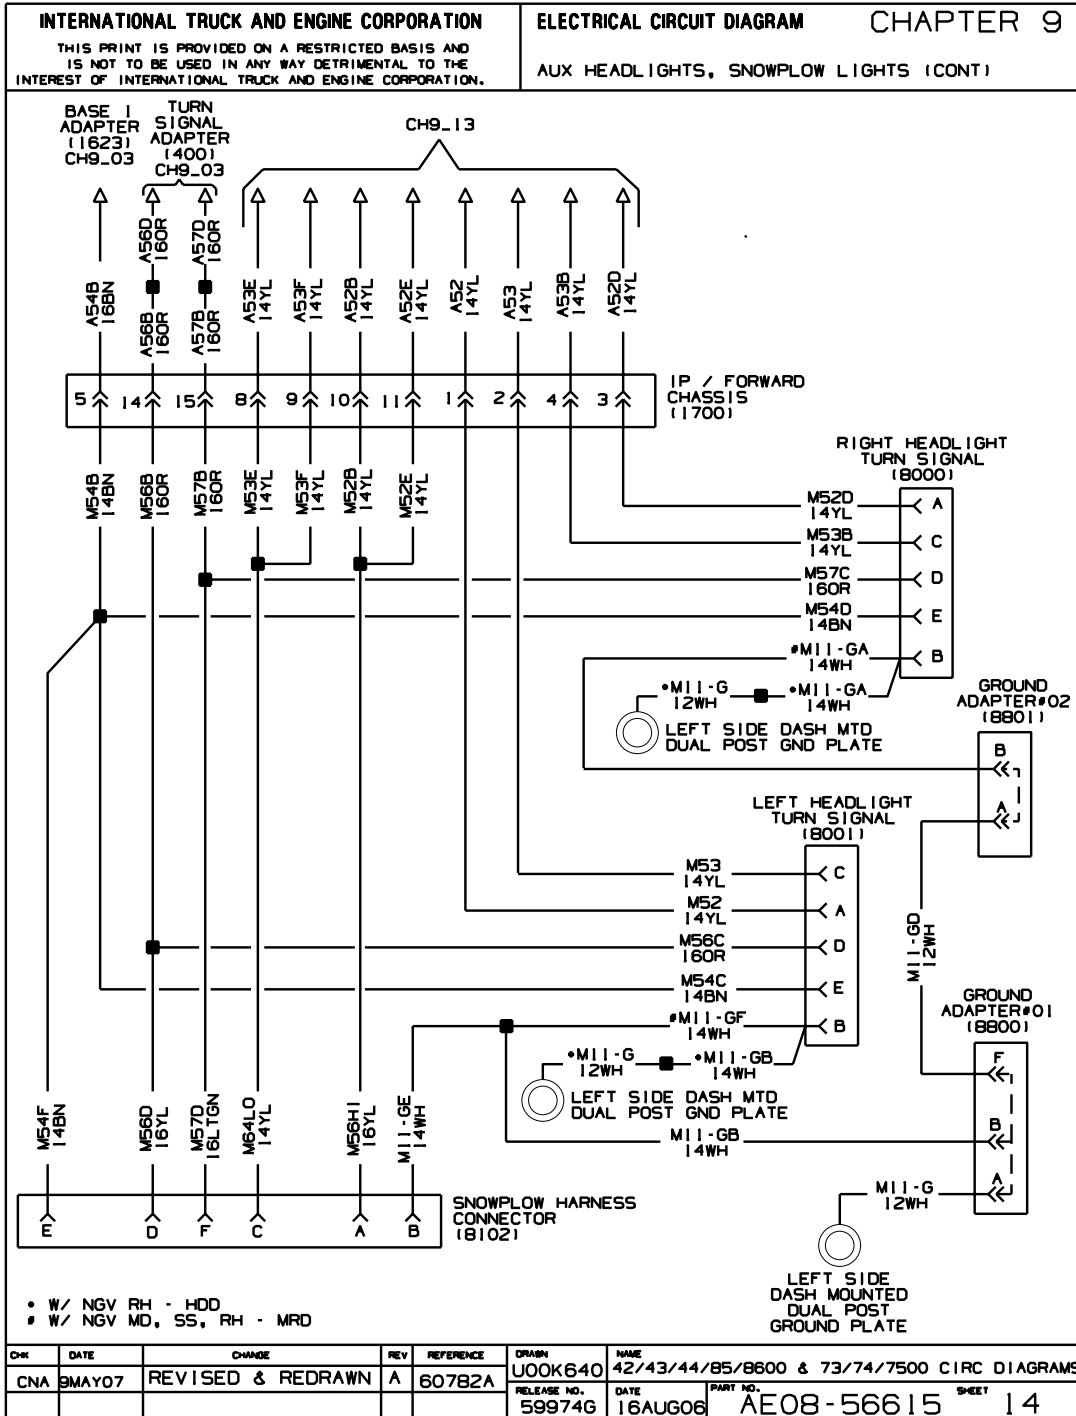 INTERNATIONAL TRUCK AND ENGINE CORPORATION
THIS PRINT IS PROVIDED ON A RESTRICTED BASIS AND
IS NOT TO BE USED IN ANY WAY DETRIMENTAL TO THE
INTEREST OF INTERNATIONAL TRUCK AND ENGINE CORPORATION.
ELECTRICAL CIRCUIT DIAGRAM
CHAPTER 9
AUX HEADLIGHTS, SNOWPLOW LIGHTS (CONT)
BASE 1
ADAPTER
(1623)
CH9_03
TURN
SIGNAL
ADAPTER
(400)
CH9_03
CH9_13
A56D
16OR
A57D
16OR
A54B
16BN
A56B
16OR
A57B
16OR
A53E
14YL
A53F
14YL
A52B
14YL
A52E
14YL
A52
14YL
A53
14YL
A53B
14YL
A52D
14YL
5
14
15
8
9
10
11
1
2
4
3
IP / FORWARD
CHASSIS
(1700)
M54B
14BN
M56B
16OR
M57B
16OR
M53E
14YL
M53F
14YL
M52B
14YL
M52E
14YL
RIGHT HEADLIGHT
TURN SIGNAL
(8000)
M52D
14YL
A
M53B
14YL
C
M57C
16OR
D
M54D
14BN
E
#M11-GA
14WH
B
•M11-G
12WH
•M11-GA
14WH
LEFT SIDE DASH MTD
DUAL POST GND PLATE
GROUND
ADAPTER#02
(8801)
B
A
LEFT HEADLIGHT
TURN SIGNAL
(8001)
M53
14YL
C
M52
14YL
A
M56C
16OR
D
M54C
14BN
E
#M11-GF
14WH
B
•M11-G
12WH
•M11-GB
14WH
LEFT SIDE DASH MTD
DUAL POST GND PLATE
M11-GB
14WH
M11-GD
12WH
GROUND
ADAPTER#01
(8800)
F
B
A
M11-G
12WH
LEFT SIDE
DASH MOUNTED
DUAL POST
GROUND PLATE
M54F
14BN
M56D
16YL
M57D
16LTGN
M64LO
14YL
M56HI
16YL
M11-GE
14WH
E
D
F
C
A
B
SNOWPLOW HARNESS
CONNECTOR
(8102)
• W/ NGV RH - HDD
# W/ NGV MD, SS, RH - MRD
CHK
DATE
CHANGE
REV
REFERENCE
CNA
9MAY07
REVISED & REDRAWN
A
60782A
DRAWN
U00K640
NAME
42/43/44/85/8600 & 73/74/7500 CIRC DIAGRAMS
RELEASE NO.
59974G
DATE
16AUG06
PART NO.
AE08-56615
SHEET
14